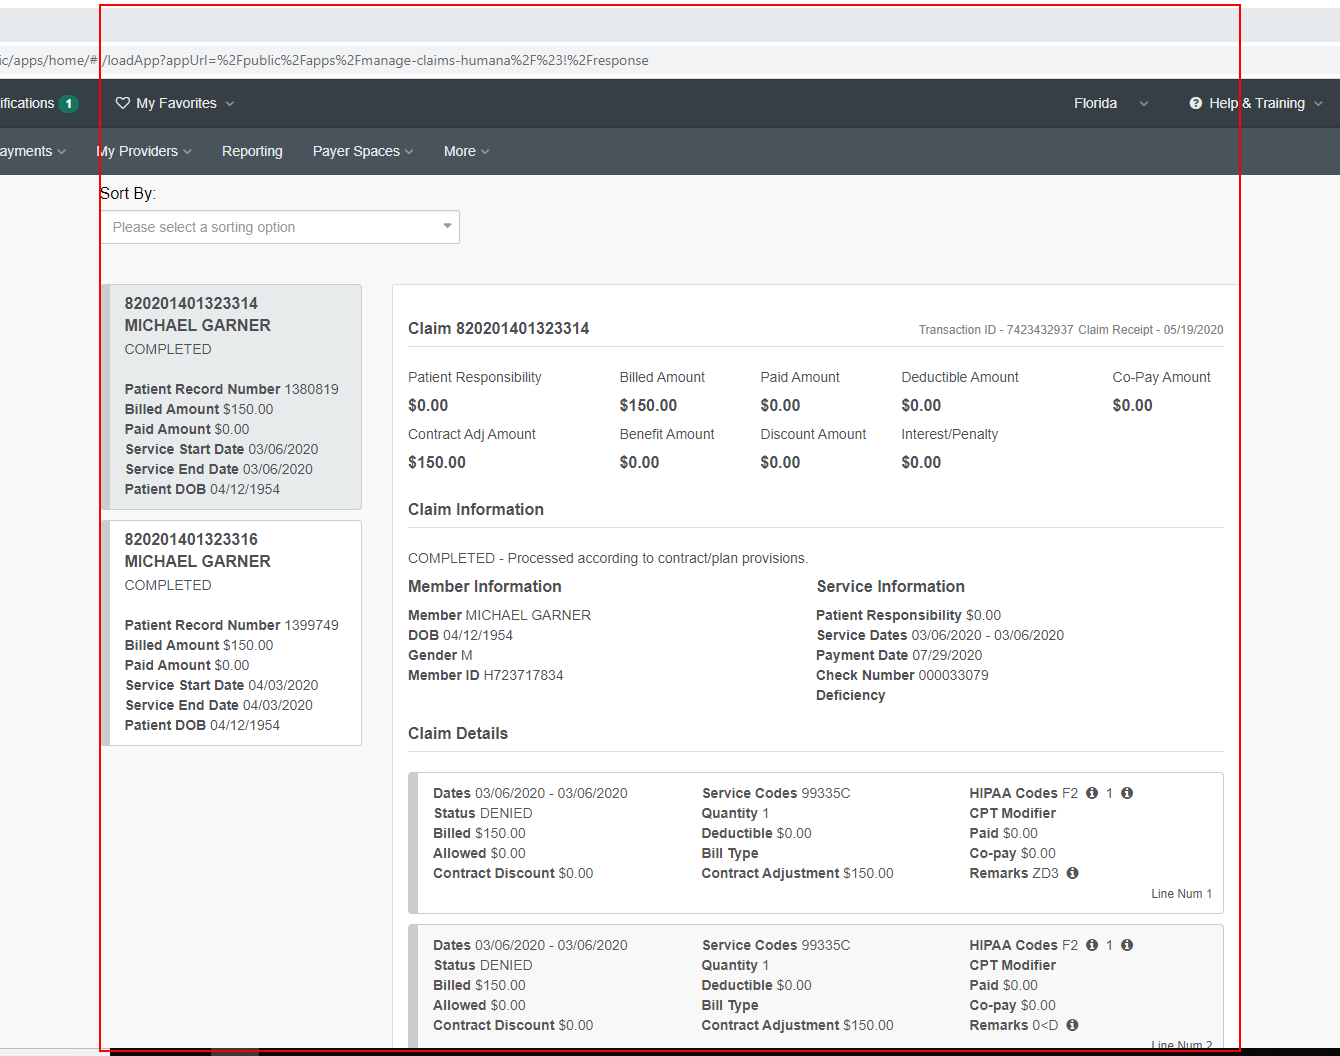 ic/apps/home/#!/loadApp?appUrl=%2Fpublic%2Fapps%2Fmanage-claims-humana%2F%23!%2Fresponse
ifications 1 My Favorites Florida Help & Training
ayments My Providers Reporting Payer Spaces More
Sort By:
Please select a sorting option
820201401323314
MICHAEL GARNER
COMPLETED
Patient Record Number 1380819
Billed Amount $150.00
Paid Amount $0.00
Service Start Date 03/06/2020
Service End Date 03/06/2020
Patient DOB 04/12/1954
820201401323316
MICHAEL GARNER
COMPLETED
Patient Record Number 1399749
Billed Amount $150.00
Paid Amount $0.00
Service Start Date 04/03/2020
Service End Date 04/03/2020
Patient DOB 04/12/1954
Claim 820201401323314 Transaction ID - 7423432937 Claim Receipt - 05/19/2020
Patient Responsibility Billed Amount Paid Amount Deductible Amount Co-Pay Amount
$0.00 $150.00 $0.00 $0.00 $0.00
Contract Adj Amount Benefit Amount Discount Amount Interest/Penalty
$150.00 $0.00 $0.00 $0.00
Claim Information
COMPLETED - Processed according to contract/plan provisions.
Member Information
Member MICHAEL GARNER
DOB 04/12/1954
Gender M
Member ID H723717834
Service Information
Patient Responsibility $0.00
Service Dates 03/06/2020 - 03/06/2020
Payment Date 07/29/2020
Check Number 000033079
Deficiency
Claim Details
Dates 03/06/2020 - 03/06/2020 Service Codes 99335C HIPAA Codes F2 1
Status DENIED Quantity 1 CPT Modifier
Billed $150.00 Deductible $0.00 Paid $0.00
Allowed $0.00 Bill Type Co-pay $0.00
Contract Discount $0.00 Contract Adjustment $150.00 Remarks ZD3
Line Num 1
Dates 03/06/2020 - 03/06/2020 Service Codes 99335C HIPAA Codes F2 1
Status DENIED Quantity 1 CPT Modifier
Billed $150.00 Deductible $0.00 Paid $0.00
Allowed $0.00 Bill Type Co-pay $0.00
Contract Discount $0.00 Contract Adjustment $150.00 Remarks 0<D
Line Num 2